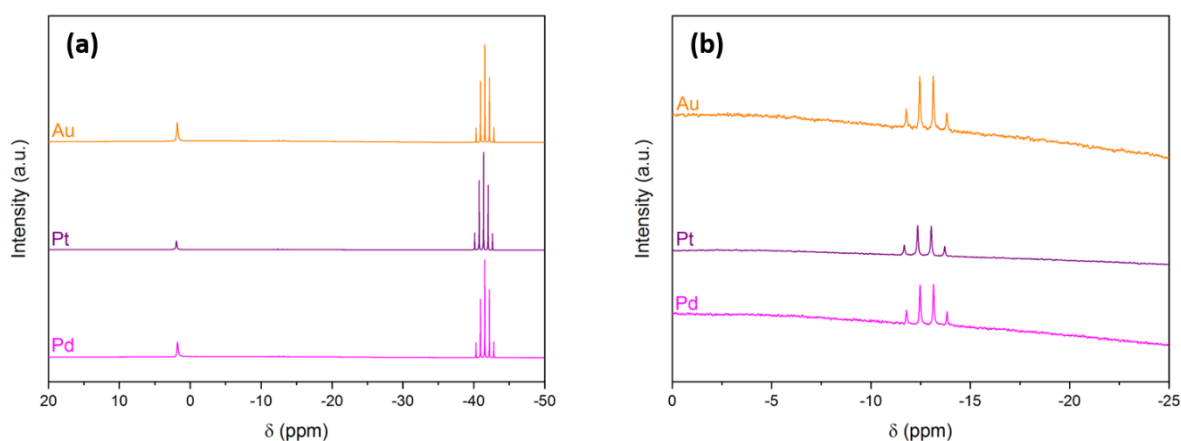 (a)
Intensity (a.u.)
Au
Pt
Pd
20 10 0 -10 -20 -30 -40 -50
δ (ppm)
(b)
Intensity (a.u.)
Au
Pt
Pd
0 -5 -10 -15 -20 -25
δ (ppm)